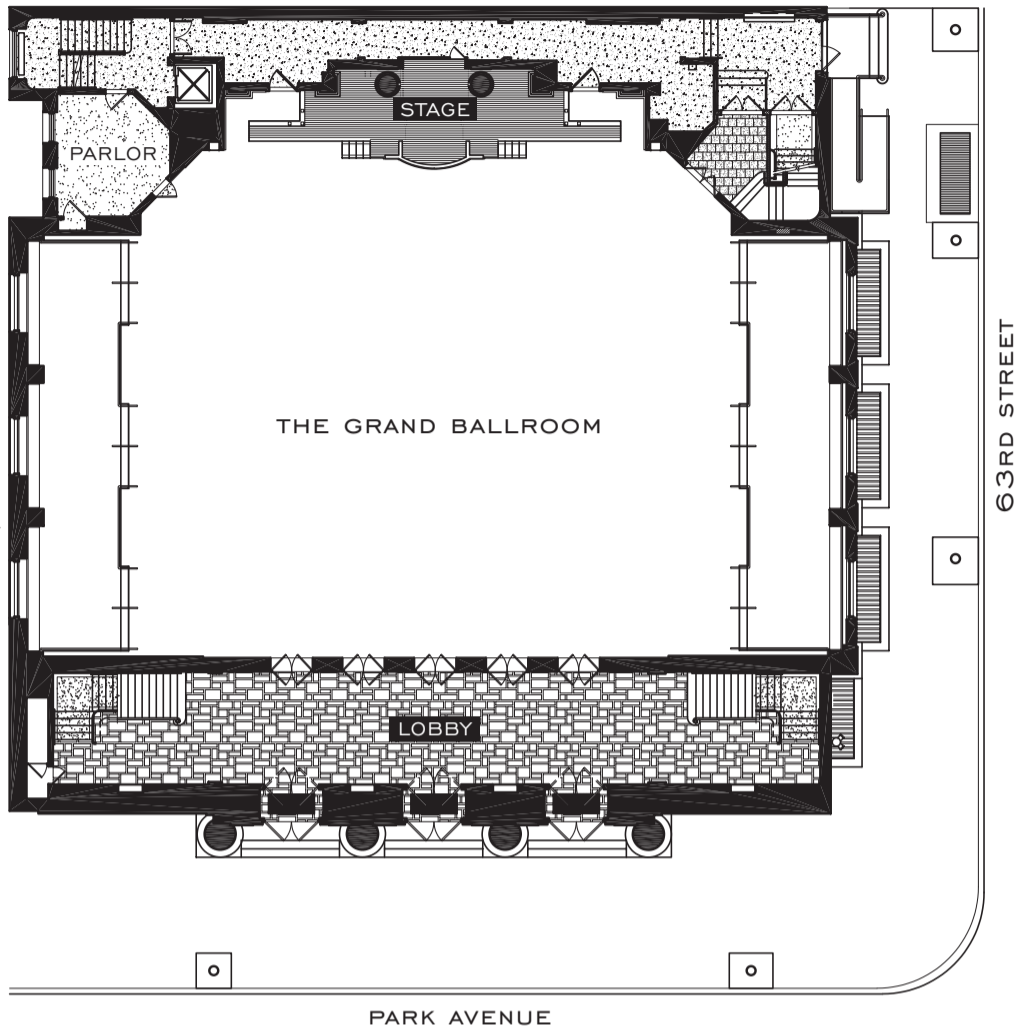 STAGE
PARLOR
THE GRAND BALLROOM
63RD STREET
LOBBY
PARK AVENUE